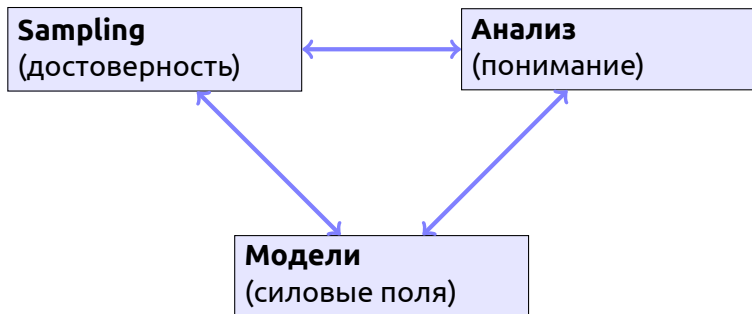 Sampling
(достоверность)
Анализ
(понимание)
Модели
(силовые поля)